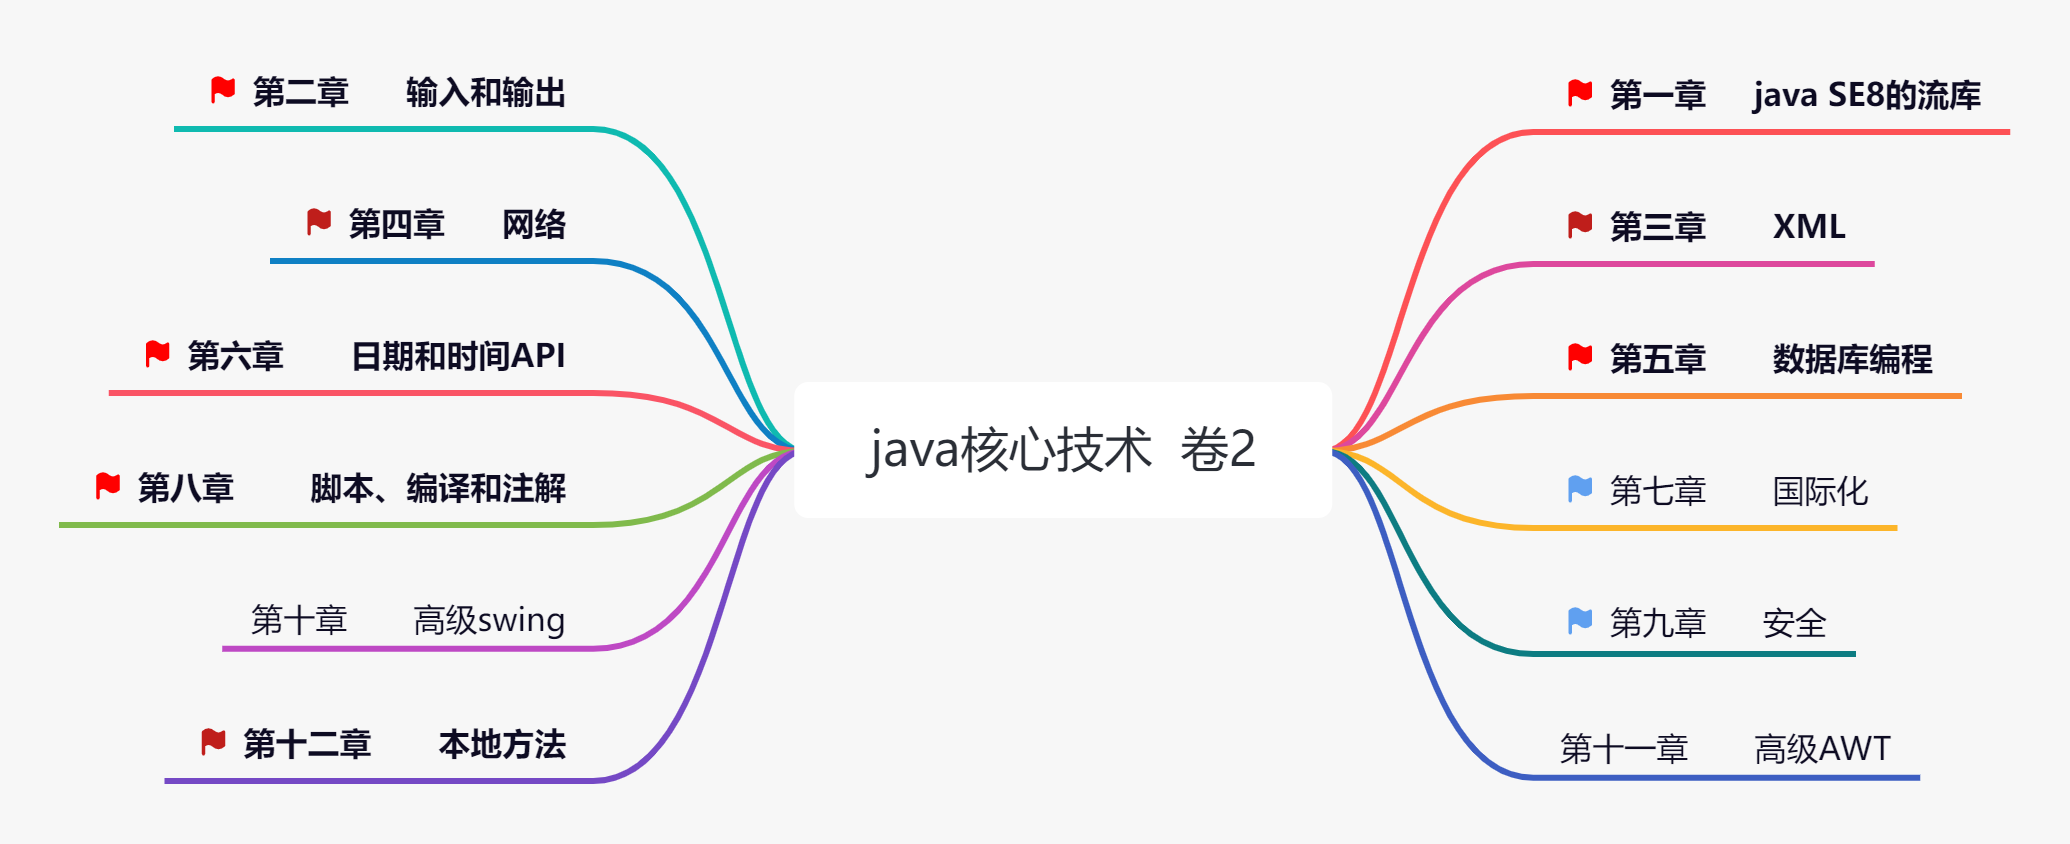 第二章 输入和输出
第四章 网络
第六章 日期和时间API
第八章 脚本、编译和注解
第十章 高级swing
第十二章 本地方法
java核心技术 卷2
第一章 java SE8的流库
第三章 XML
第五章 数据库编程
第七章 国际化
第九章 安全
第十一章 高级AWT